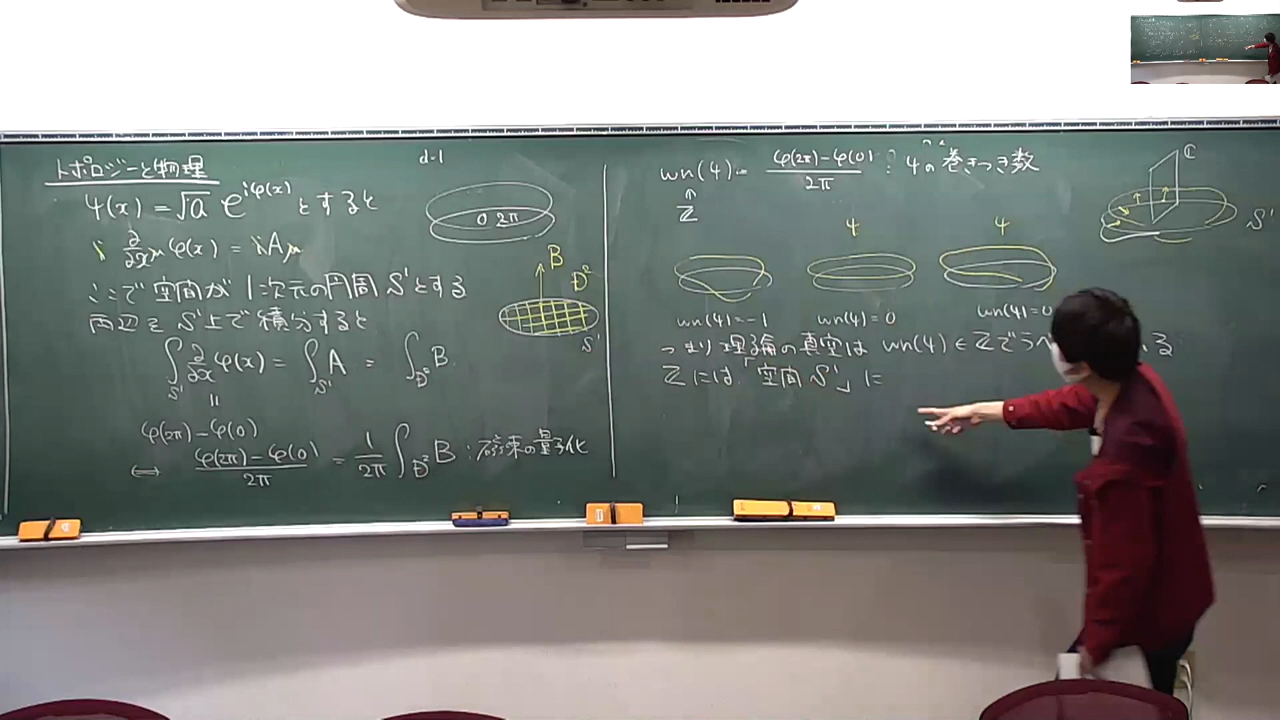 トポロジーと物理
d-1
ψ(x) = √a e^{iφ(x)} とすると
0 2π
i ∂/∂x^μ φ(x) = iA_μ
ここで空間が1次元の円周 S¹とする
両辺を S¹上で積分すると
B
D²
S¹
∫_{S¹} ∂/∂x φ(x) = ∫_{S¹} A = ∫_{D²} B
||
φ(2π) - φ(0)
⇔ (φ(2π) - φ(0))/2π = 1/2π ∫_{D²} B : 磁束の量子化
wn(ψ) = (φ(2π) - φ(0))/2π : ψの巻きつき数
Z
ψ
ψ
C
S¹
wn(ψ) = -1
wn(ψ) = 0
wn(ψ) = 0
つまり理論の真空は wn(ψ) ∈ Zでラベ いる
Zには「空間 S¹」に